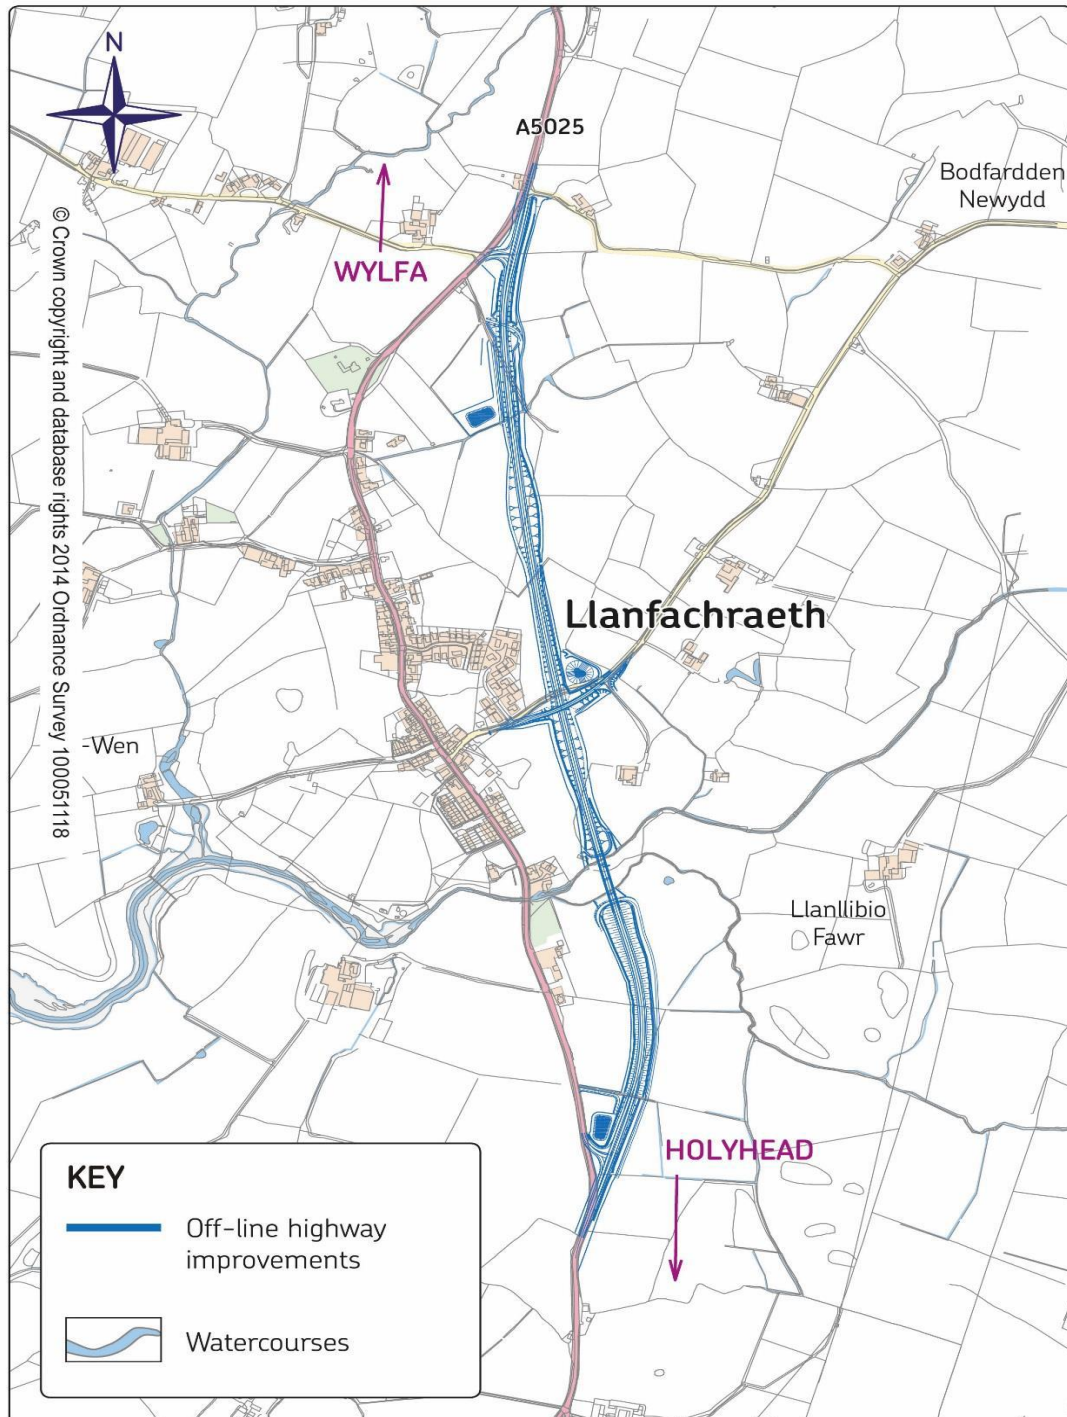 N
A5025
Bodfardden
Newydd
WYLFA
© Crown copyright and database rights 2014 Ordnance Survey 100051118
Llanfachraeth
-Wen
Llanllibio
Fawr
HOLYHEAD
KEY
Off-line highway
improvements
Watercourses